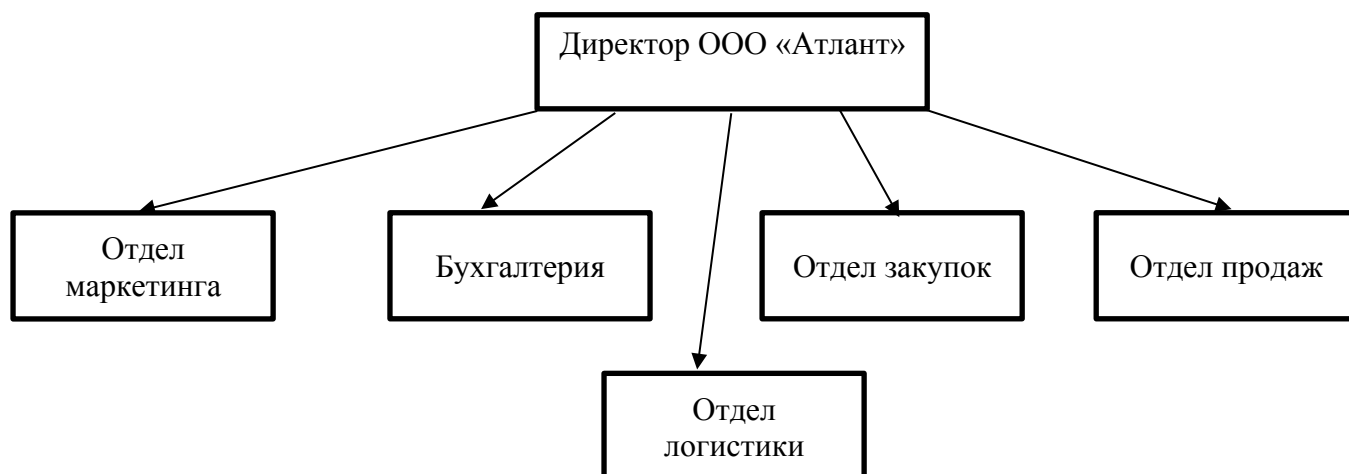 Директор ООО «Атлант»
Отдел
маркетинга
Бухгалтерия
Отдел закупок
Отдел продаж
Отдел
логистики